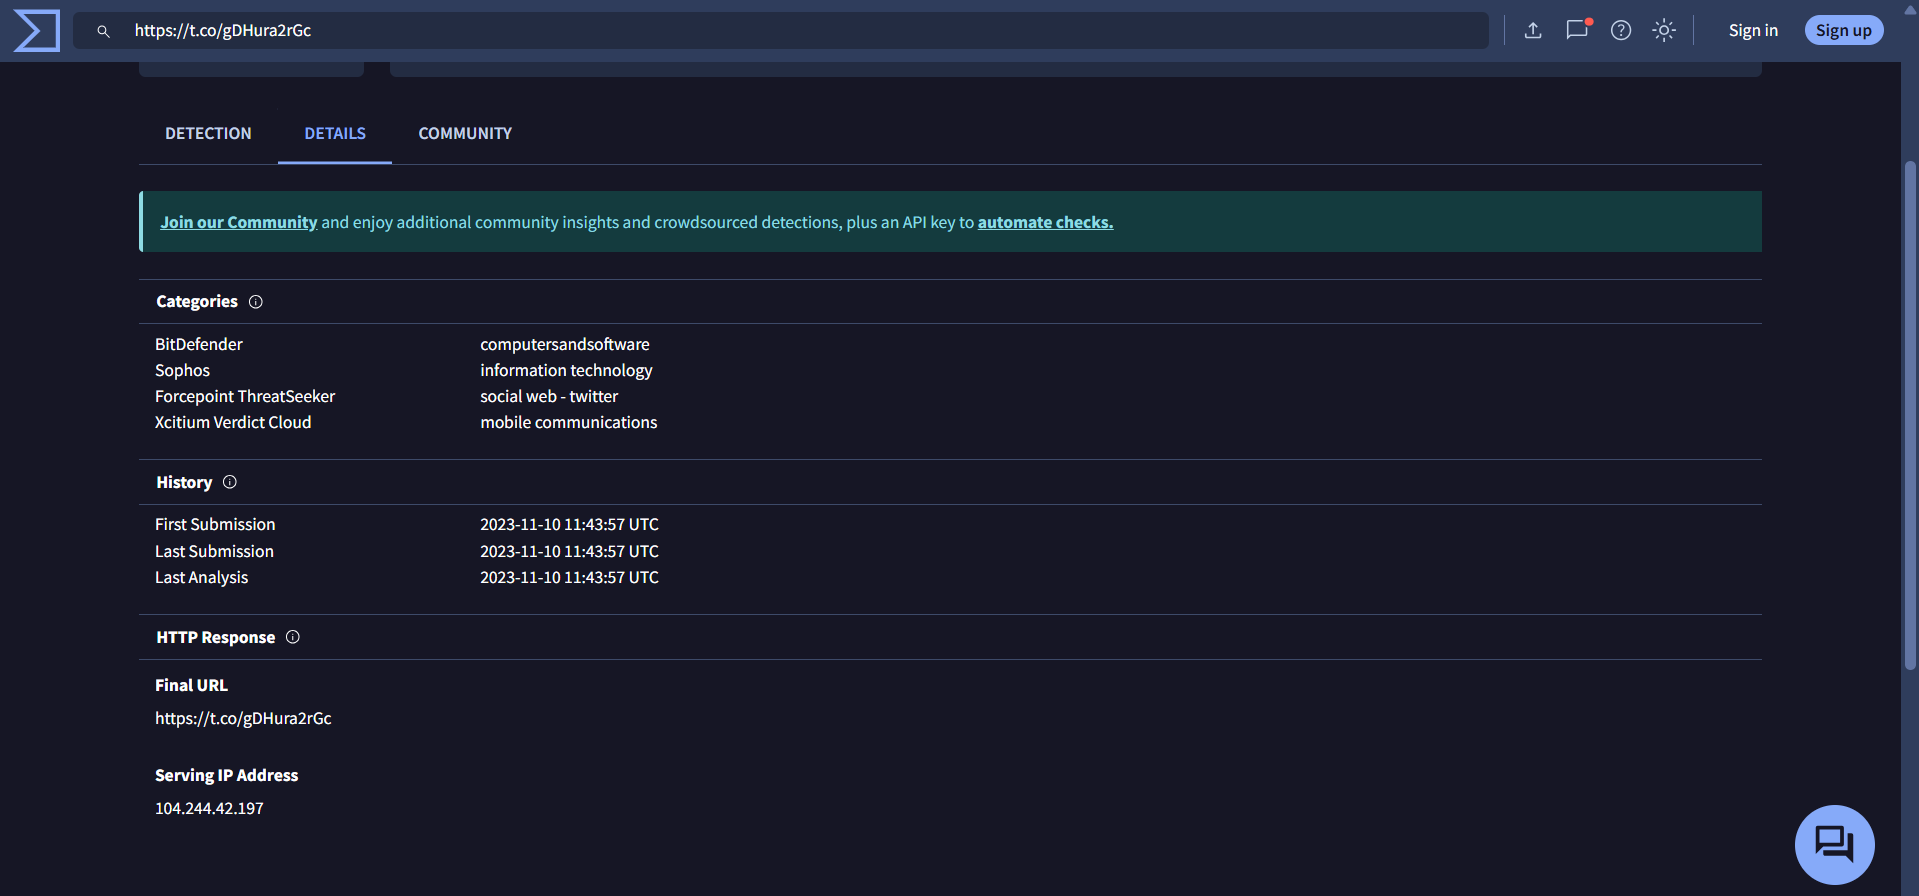 https://t.co/gDHura2rGc
Sign in
Sign up
DETECTION DETAILS COMMUNITY
Join our Community and enjoy additional community insights and crowdsourced detections, plus an API key to automate checks.
Categories
BitDefender computersandsoftware
Sophos information technology
Forcepoint ThreatSeeker social web - twitter
Xcitium Verdict Cloud mobile communications
History
First Submission 2023-11-10 11:43:57 UTC
Last Submission 2023-11-10 11:43:57 UTC
Last Analysis 2023-11-10 11:43:57 UTC
HTTP Response
Final URL
https://t.co/gDHura2rGc
Serving IP Address
104.244.42.197